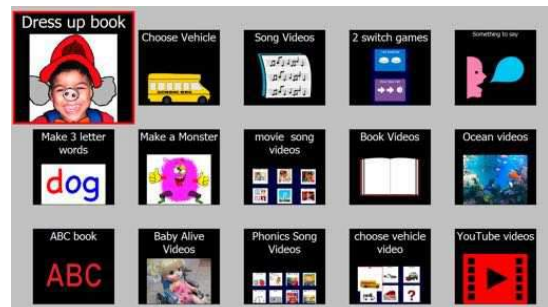 Dress up book
Choose Vehicle
Song Videos
2 switch games
Something to say
Make 3 letter
words
dog
Make a Monster
movie song
videos
Book Videos
Ocean videos
ABC book
ABC
Baby Alive
Videos
Phonics Song
Videos
choose vehicle
video
?
YouTube videos